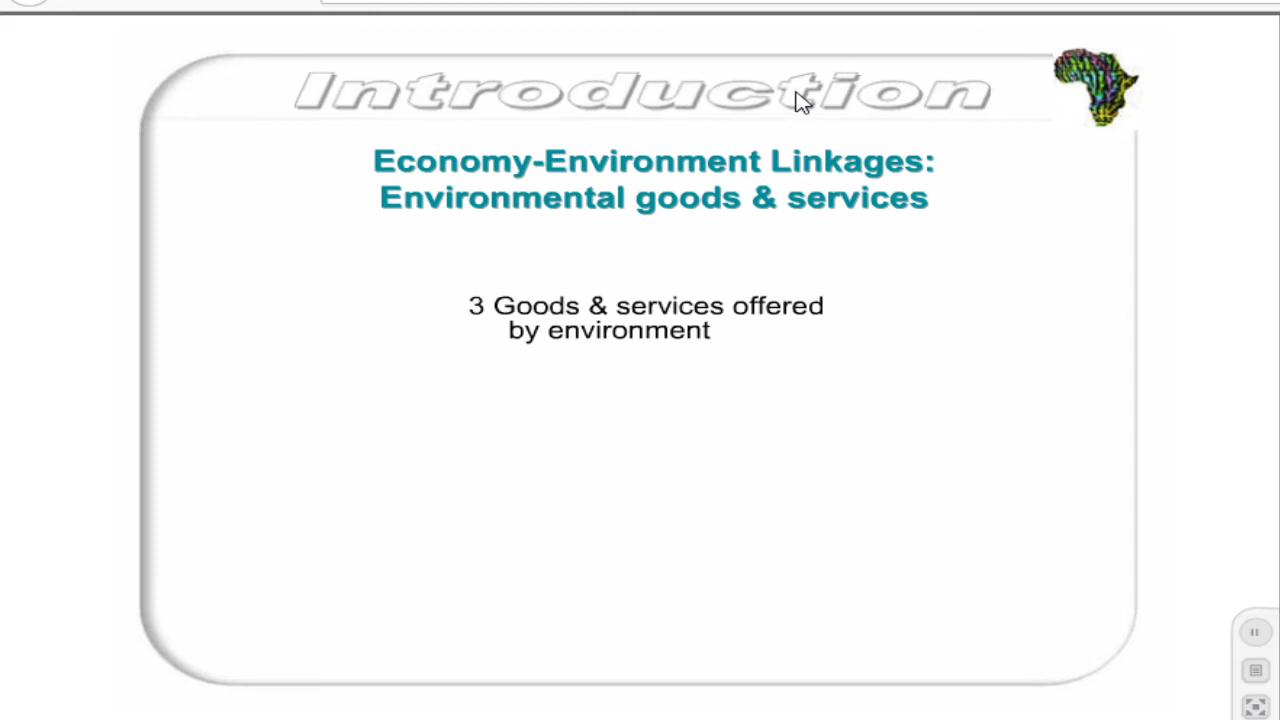 Introduction
Economy-Environment Linkages:
Environmental goods & services
3 Goods & services offered
by environment